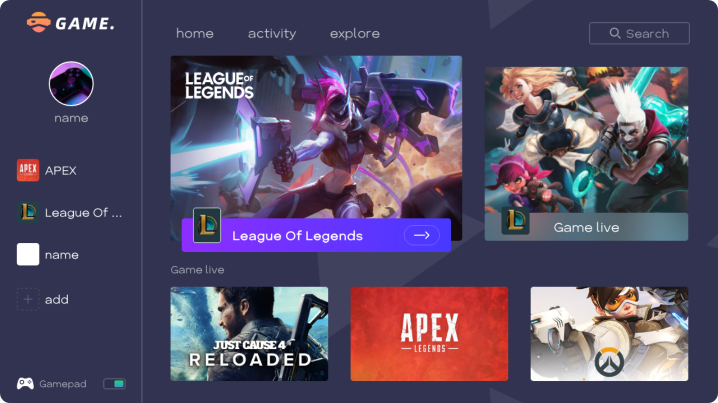 GAME.
name
APEX
League Of ...
name
add
Gamepad
home
activity
explore
Search
LEAGUE OF
LEGENDS
League Of Legends
Game live
Game live
JUST CAUSE 4
RELOADED
APEX
LEGENDS